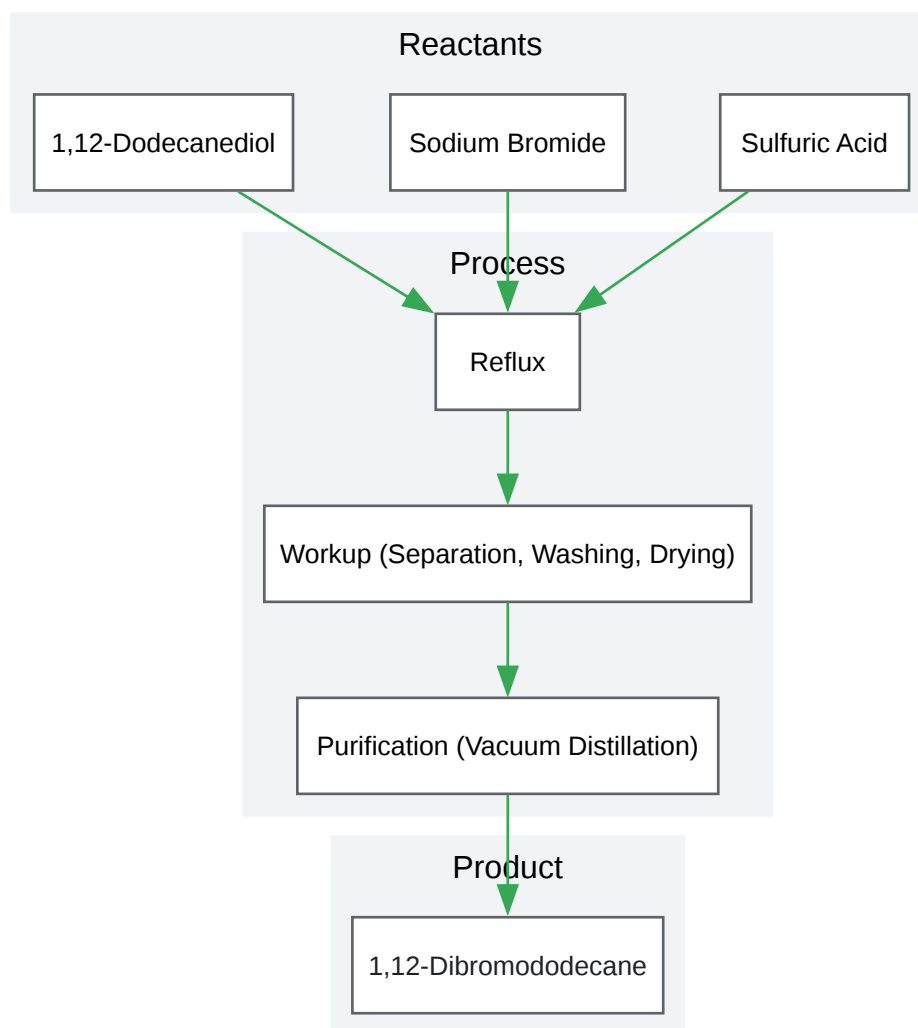 Reactants
1,12-Dodecanediol
Sodium Bromide
Sulfuric Acid
Process
Reflux
Workup (Separation, Washing, Drying)
Purification (Vacuum Distillation)
Product
1,12-Dibromododecane